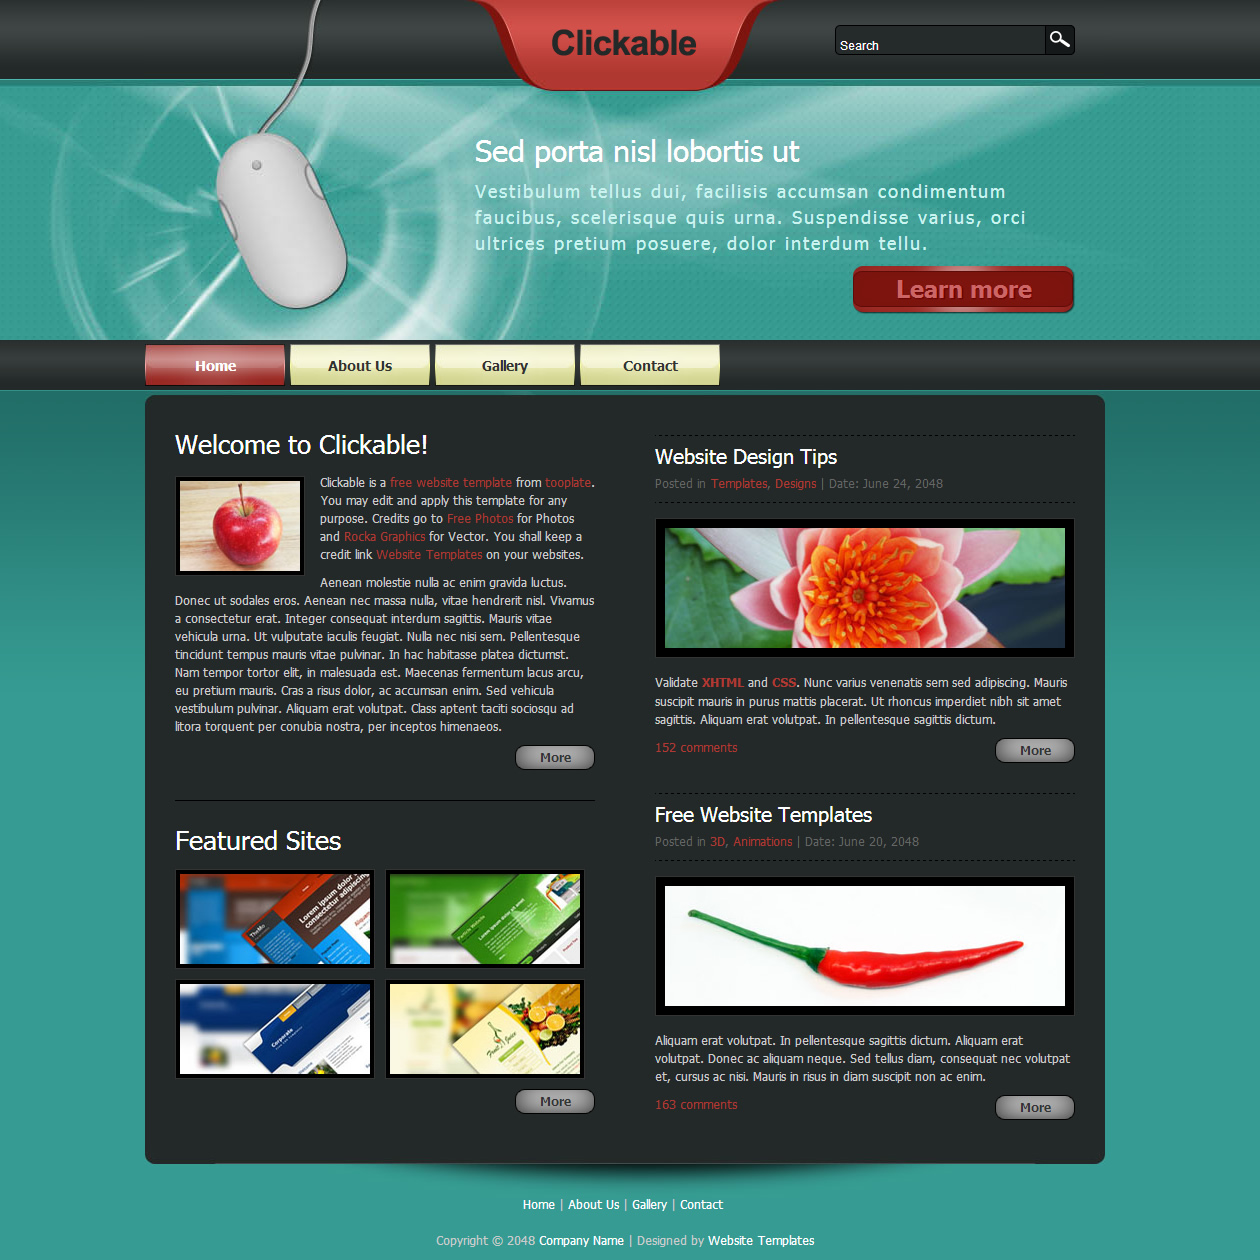 Clickable
Search
Sed porta nisl lobortis ut
Vestibulum tellus dui, facilisis accumsan condimentum
faucibus, scelerisque quis urna. Suspendisse varius, orci
ultrices pretium posuere, dolor interdum tellu.
Learn more
Home
About Us
Gallery
Contact
Welcome to Clickable!
Clickable is a free website template from tooplate.
You may edit and apply this template for any
purpose. Credits go to Free Photos for Photos
and Rocka Graphics for Vector. You shall keep a
credit link Website Templates on your websites.
Aenean molestie nulla ac enim gravida luctus.
Donec ut sodales eros. Aenean nec massa nulla, vitae hendrerit nisl. Vivamus
a consectetur erat. Integer consequat interdum sagittis. Mauris vitae
vehicula urna. Ut vulputate iaculis feugiat. Nulla nec nisi sem. Pellentesque
tincidunt tempus mauris vitae pulvinar. In hac habitasse platea dictumst.
Nam tempor tortor elit, in malesuada est. Maecenas fermentum lacus arcu,
eu pretium mauris. Cras a risus dolor, ac accumsan enim. Sed vehicula
vestibulum pulvinar. Aliquam erat volutpat. Class aptent taciti sociosqu ad
litora torquent per conubia nostra, per inceptos himenaeos.
More
Featured Sites
Lorem ipsum dolor
consectetur adipiscing
Corporate
More
Website Design Tips
Posted in Templates, Designs | Date: June 24, 2048
Validate XHTML and CSS. Nunc varius venenatis sem sed adipiscing. Mauris
suscipit mauris in purus mattis placerat. Ut rhoncus imperdiet nibh sit amet
sagittis. Aliquam erat volutpat. In pellentesque sagittis dictum.
152 comments
More
Free Website Templates
Posted in 3D, Animations | Date: June 20, 2048
Aliquam erat volutpat. In pellentesque sagittis dictum. Aliquam erat
volutpat. Donec ac aliquam neque. Sed tellus diam, consequat nec volutpat
et, cursus ac nisi. Mauris in risus in diam suscipit non ac enim.
163 comments
More
Home | About Us | Gallery | Contact
Copyright © 2048 Company Name | Designed by Website Templates